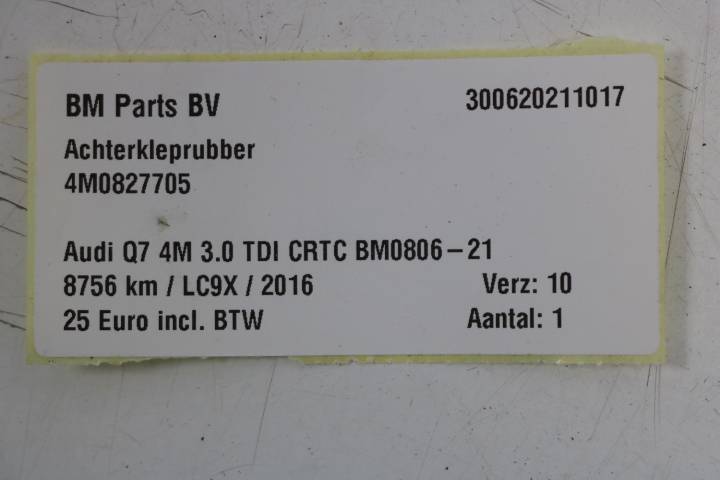 BM Parts BV 300620211017
Achterkleprubber
4M0827705
Audi Q7 4M 3.0 TDI CRTC BM0806-21
8756 km / LC9X / 2016 Verz: 10
25 Euro incl. BTW Aantal: 1